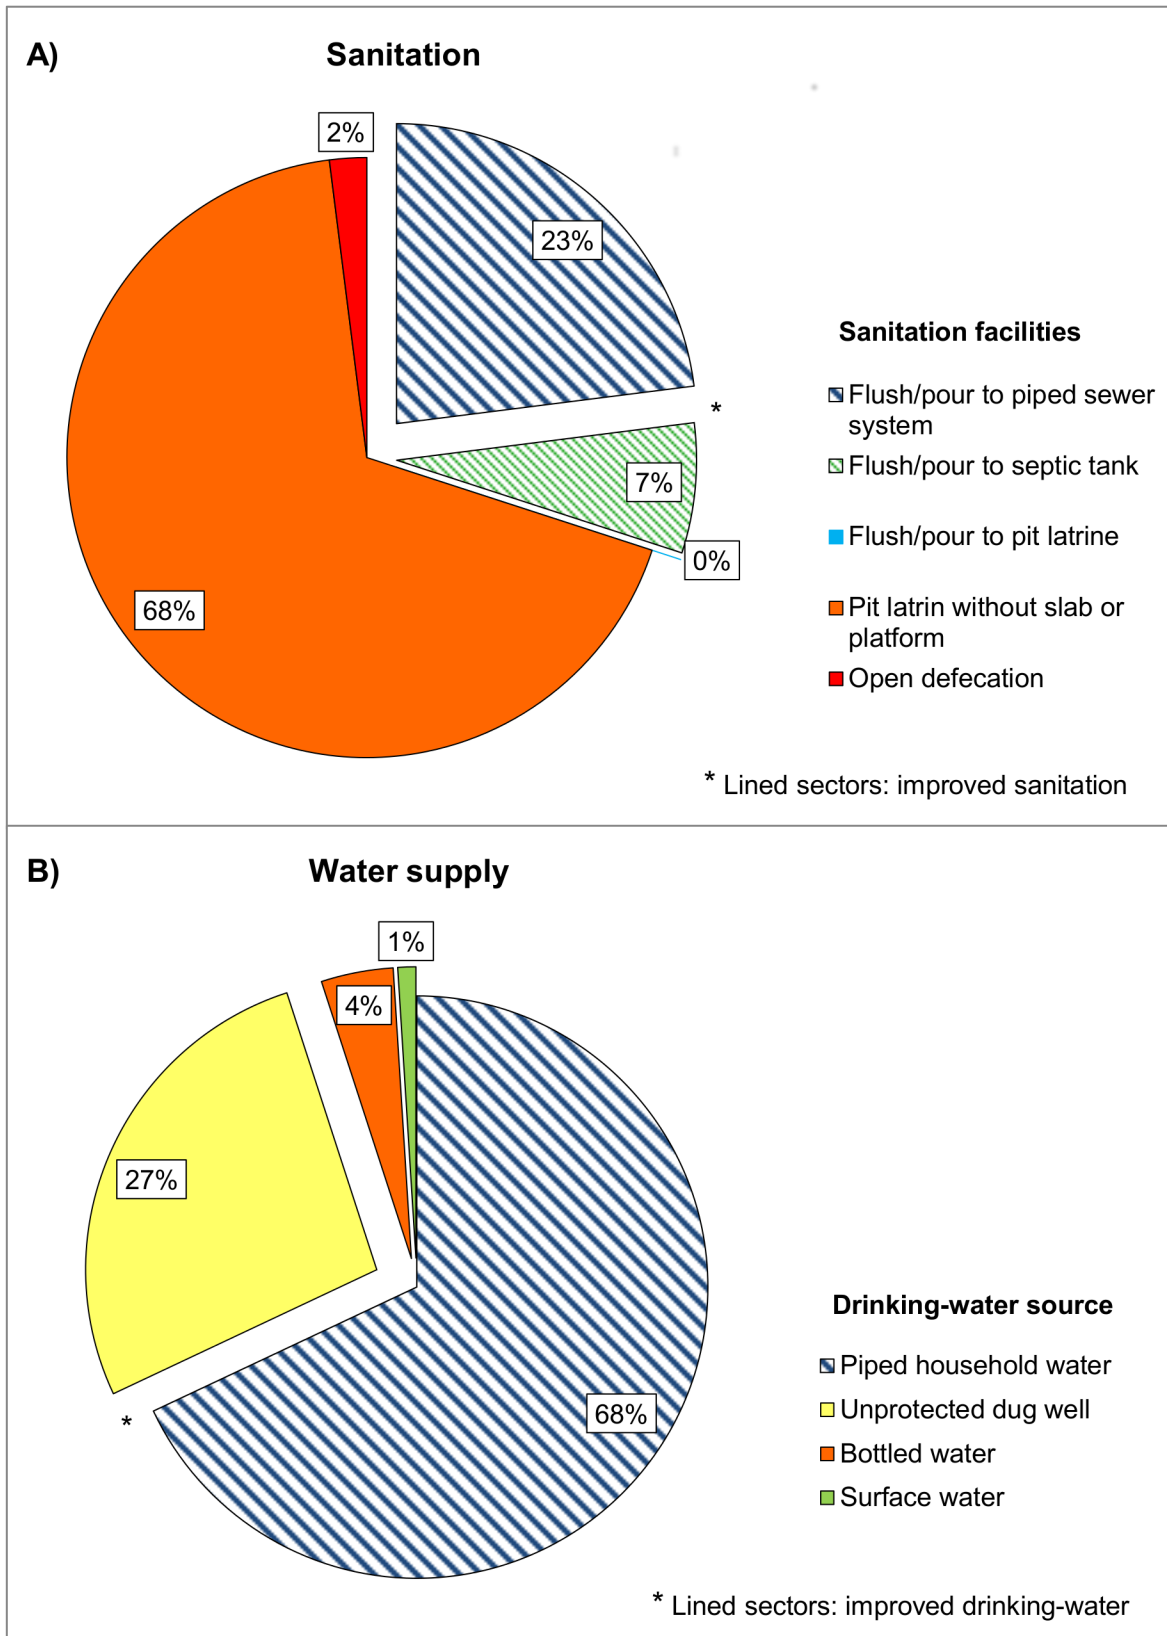 A)
Sanitation
2%
23%
*
7%
0%
68%
Sanitation facilities
Flush/pour to piped sewer
system
Flush/pour to septic tank
Flush/pour to pit latrine
Pit latrin without slab or
platform
Open defecation
* Lined sectors: improved sanitation
B)
Water supply
1%
4%
27%
68%
*
Drinking-water source
Piped household water
Unprotected dug well
Bottled water
Surface water
* Lined sectors: improved drinking-water